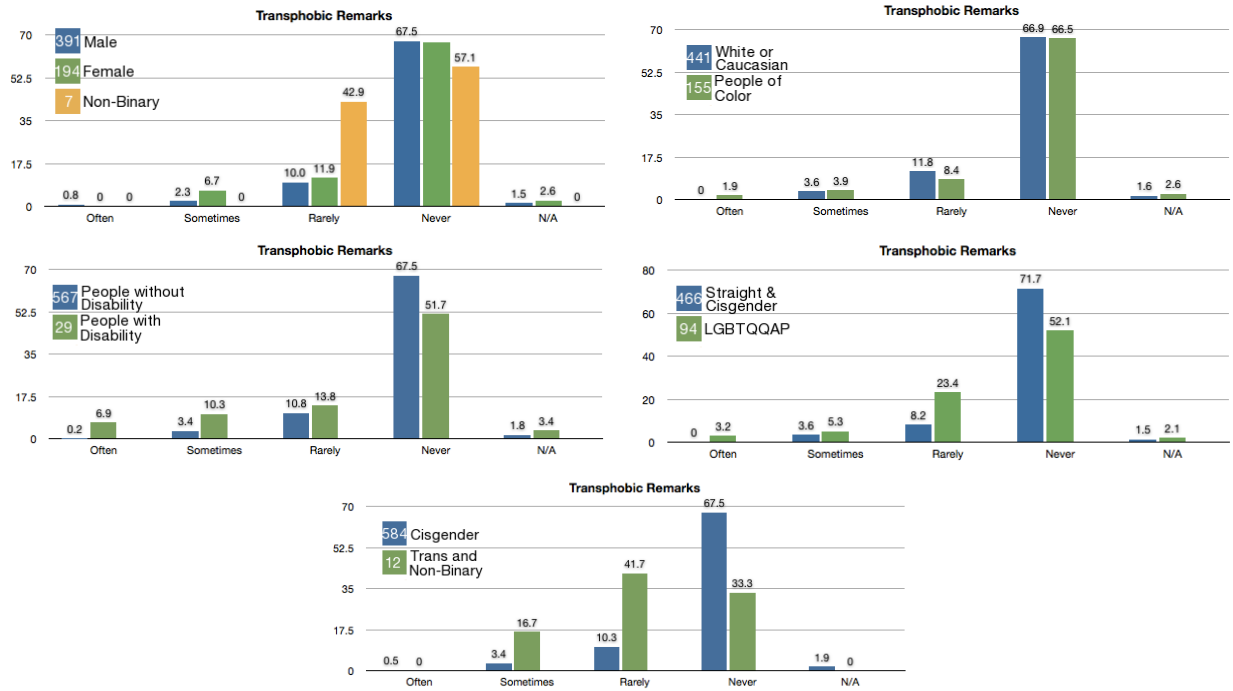 Transphobic Remarks
70
52.5
35
17.5
0
391 Male
194 Female
7 Non-Binary
0.8 0 0
2.3 6.7 0
10.0 11.9 42.9
67.5 57.1
1.5 2.6 0
Often Sometimes Rarely Never N/A
Transphobic Remarks
70
52.5
35
17.5
0
441 White or
Caucasian
155 People of
Color
0 1.9
3.6 3.9
11.8 8.4
66.9 66.5
1.6 2.6
Often Sometimes Rarely Never N/A
Transphobic Remarks
70
52.5
35
17.5
0
567 People without
Disability
29 People with
Disability
0.2 6.9
3.4 10.3
10.8 13.8
67.5 51.7
1.8 3.4
Often Sometimes Rarely Never N/A
Transphobic Remarks
80
60
40
20
0
466 Straight &
Cisgender
94 LGBTQQAP
0 3.2
3.6 5.3
8.2 23.4
71.7 52.1
1.5 2.1
Often Sometimes Rarely Never N/A
Transphobic Remarks
70
52.5
35
17.5
0
584 Cisgender
12 Trans and
Non-Binary
0.5 0
3.4 16.7
10.3 41.7
67.5 33.3
1.9 0
Often Sometimes Rarely Never N/A